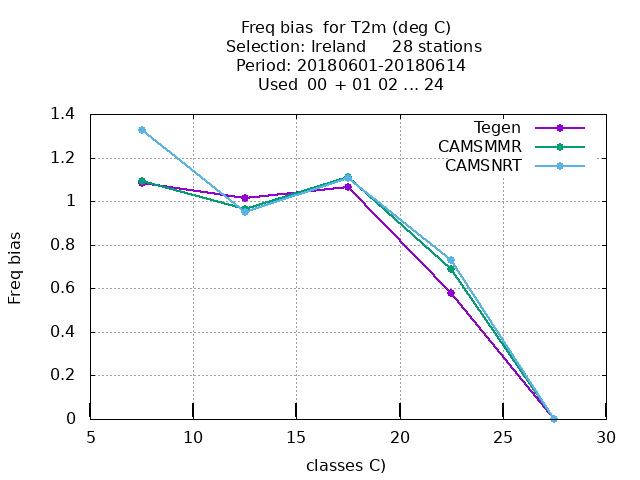 Freq bias  for T2m (deg C)
Selection: Ireland     28 stations
Period: 20180601-20180614
Used  00 + 01 02 ... 24
1.4
1.2
1
0.8
0.6
0.4
0.2
0
Freq bias
Tegen
CAMSMMR
CAMSNRT
5 10 15 20 25 30
classes C)